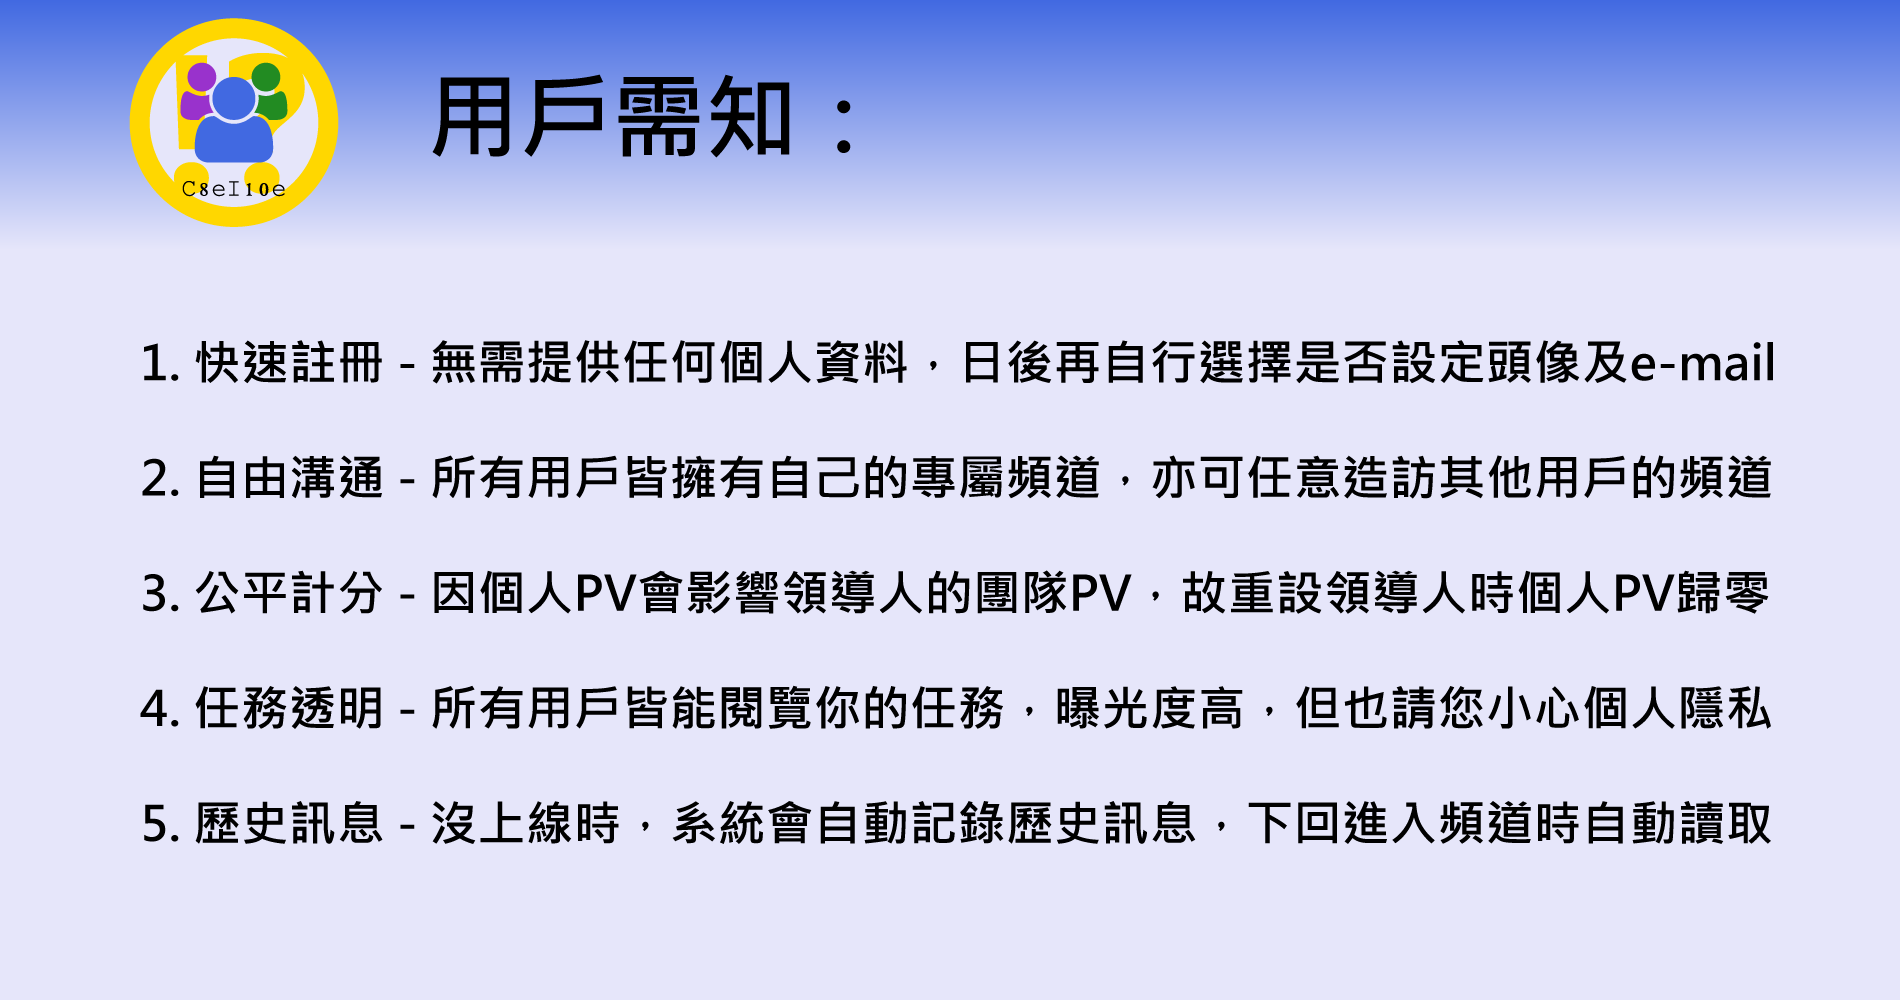 C8eI10e
用戶需知：
1. 快速註冊 - 無需提供任何個人資料，日後再自行選擇是否設定頭像及e-mail
2. 自由溝通 - 所有用戶皆擁有自己的專屬頻道，亦可任意造訪其他用戶的頻道
3. 公平計分 - 因個人PV會影響領導人的團隊PV，故重設領導人時個人PV歸零
4. 任務透明 - 所有用戶皆能閱覽你的任務，曝光度高，但也請您小心個人隱私
5. 歷史訊息 - 沒上線時，系統會自動記錄歷史訊息，下回進入頻道時自動讀取